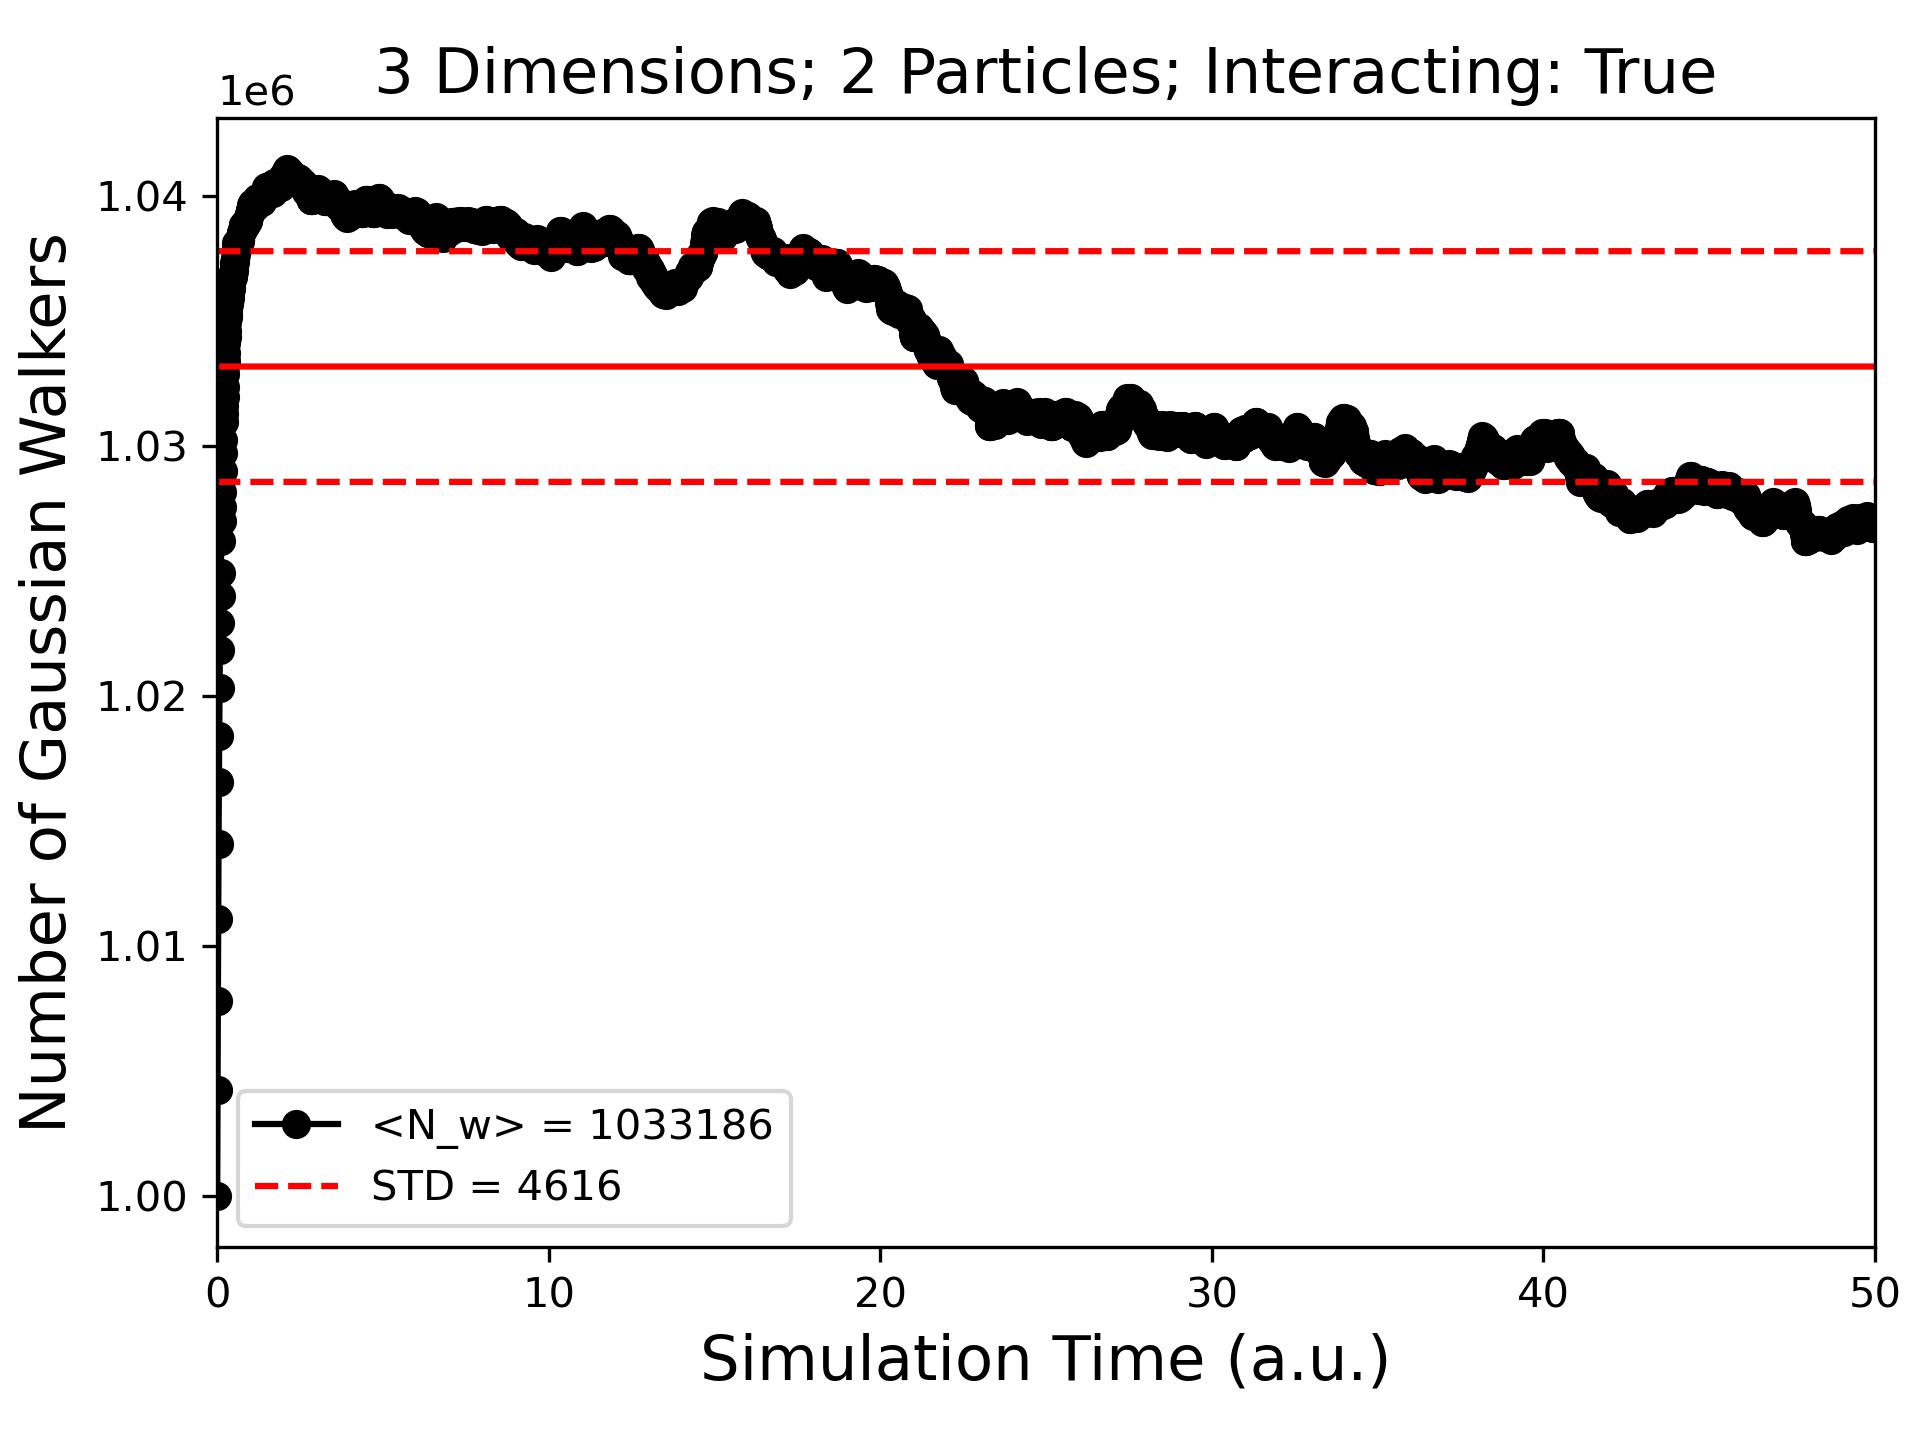 3 Dimensions; 2 Particles; Interacting: True
1e6
1.04
1.03
1.02
1.01
1.00
Number of Gaussian Walkers
<N_w> = 1033186
STD = 4616
0 10 20 30 40 50
Simulation Time (a.u.)